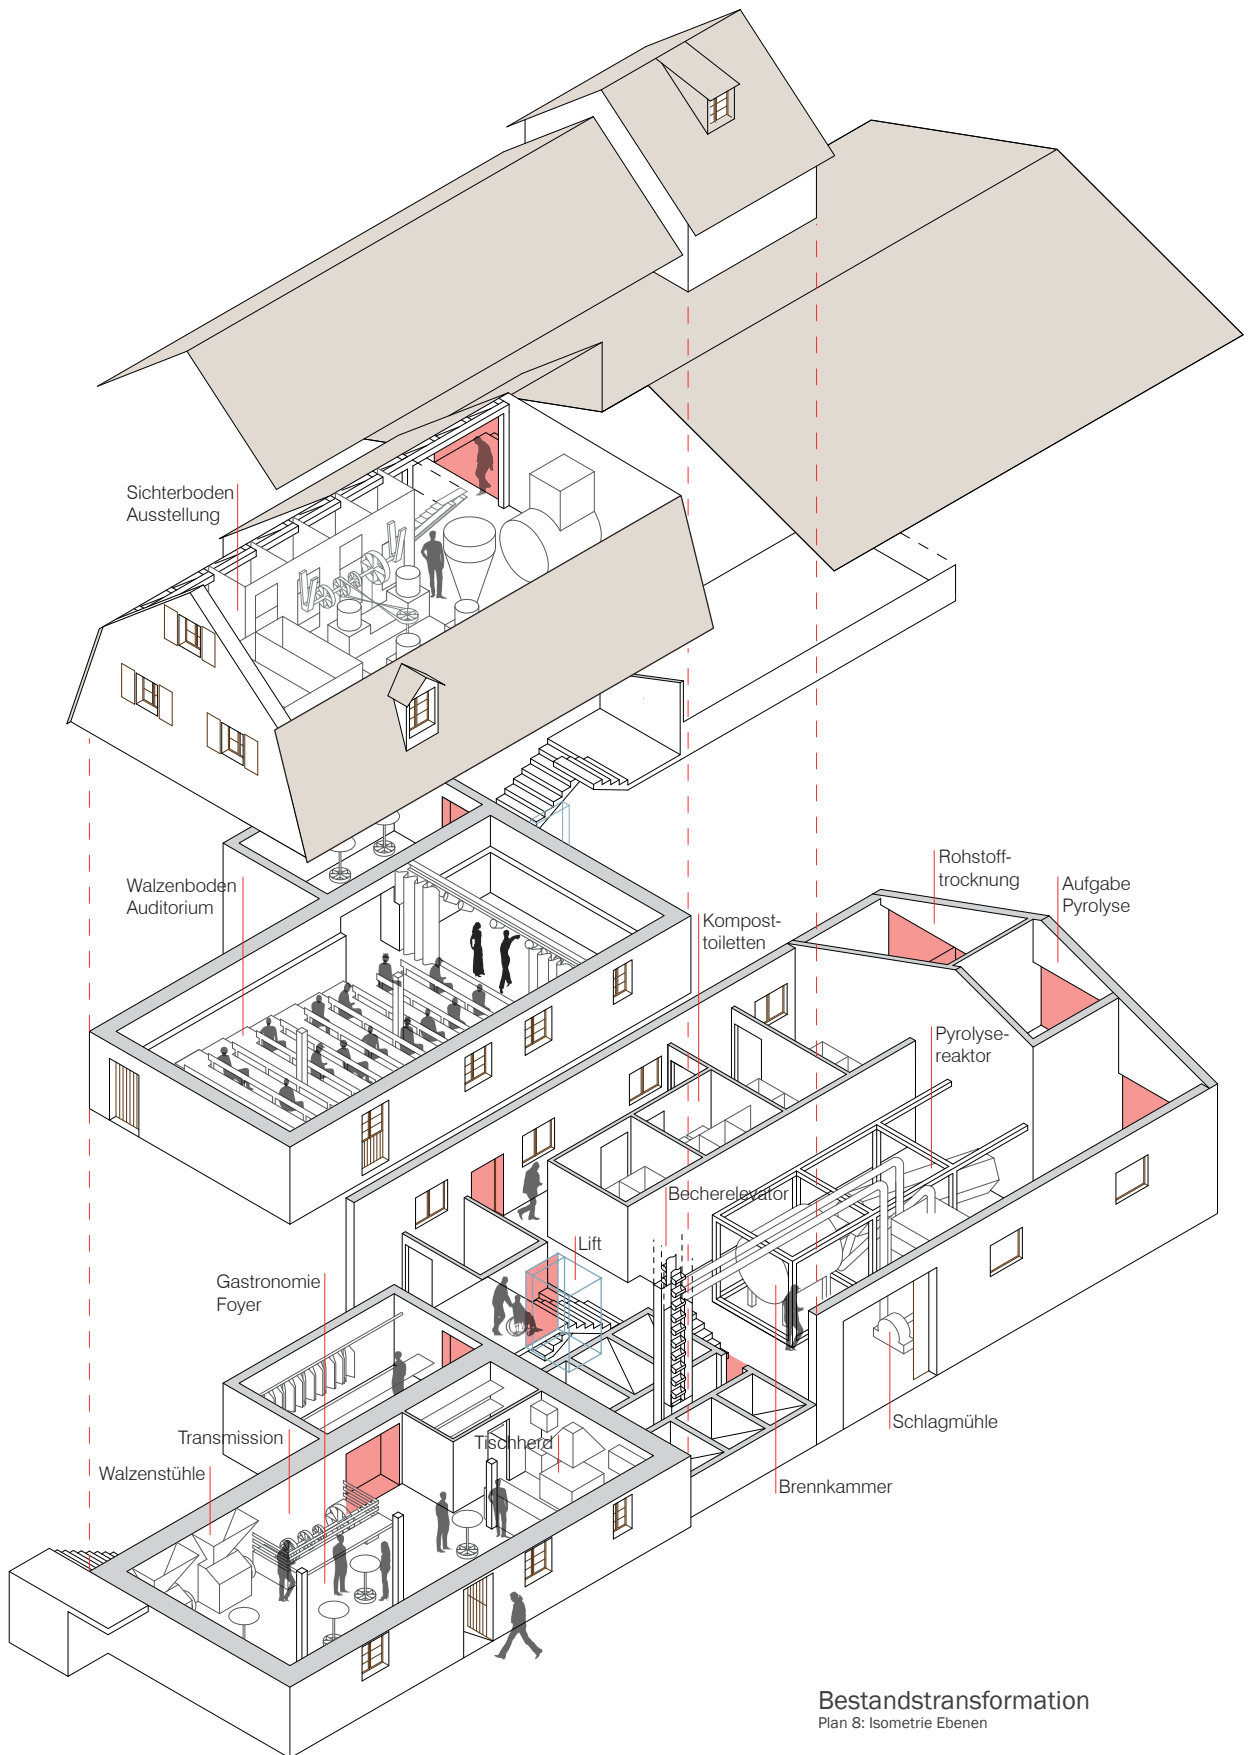 Sichterboden
Ausstellung
Walzenboden
Auditorium
Rohstoff-
trocknung
Aufgabe
Pyrolyse
Kompost-
toiletten
Pyrolyse-
reaktor
Becherelevator
Lift
Gastronomie
Foyer
Transmission
Walzenstühle
Tischherd
Schlagmühle
Brennkammer
Bestandstransformation
Plan 8: Isometrie Ebenen